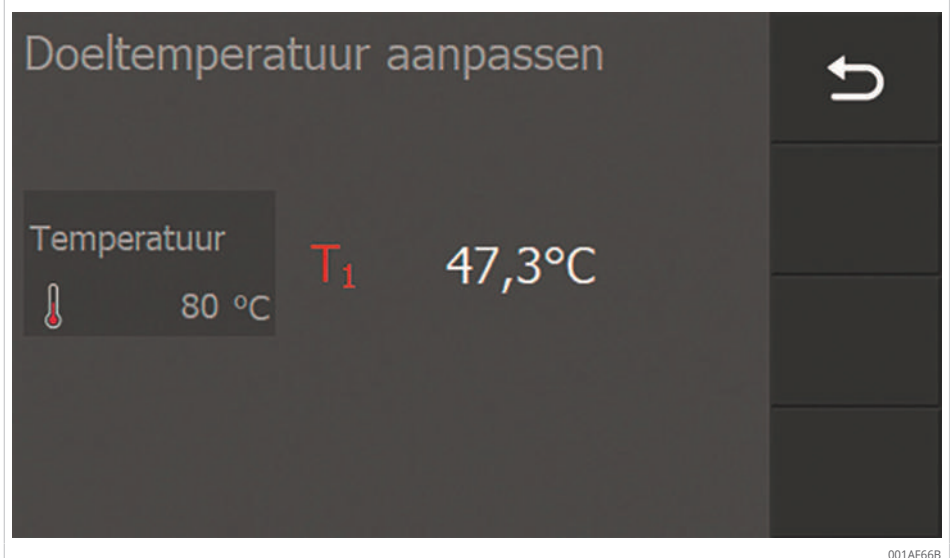 Doeltemperatuur aanpassen
Temperatuur
80 °C
T₁
47,3°C
001AF66B